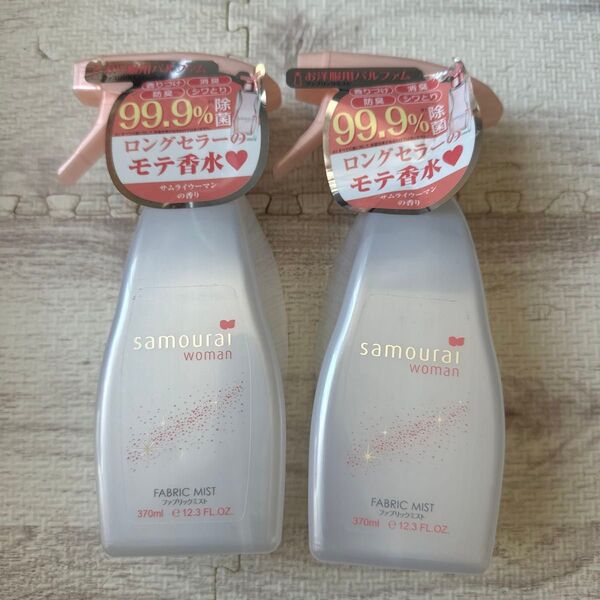 お洋服用パルファム
香りづけ 消臭
防臭 シワとり
99.9%除菌
ロングセラーの
モテ香水♥
サムライウーマン
の香り
samourai
woman
FABRIC MIST
ファブリックミスト
370ml ℮ 12.3 FL.OZ.
お洋服用パルファム
香りづけ 消臭
防臭 シワとり
99.9%除菌
ロングセラーの
モテ香水♥
サムライウーマン
の香り
samourai
woman
FABRIC MIST
ファブリックミスト
370ml ℮ 12.3 FL.OZ.